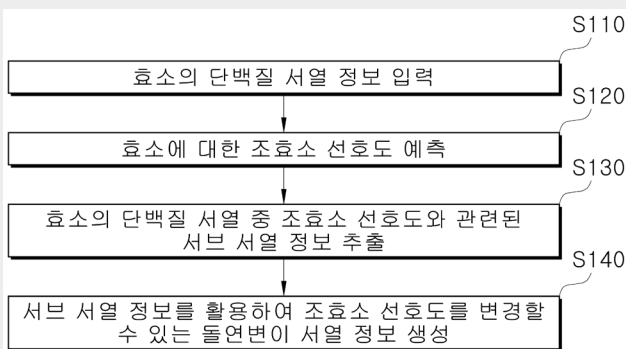 S110
효소의 단백질 서열 정보 입력
S120
효소에 대한 조효소 선호도 예측
S130
효소의 단백질 서열 중 조효소 선호도와 관련된
서브 서열 정보 추출
S140
서브 서열 정보를 활용하여 조효소 선호도를 변경할
수 있는 돌연변이 서열 정보 생성